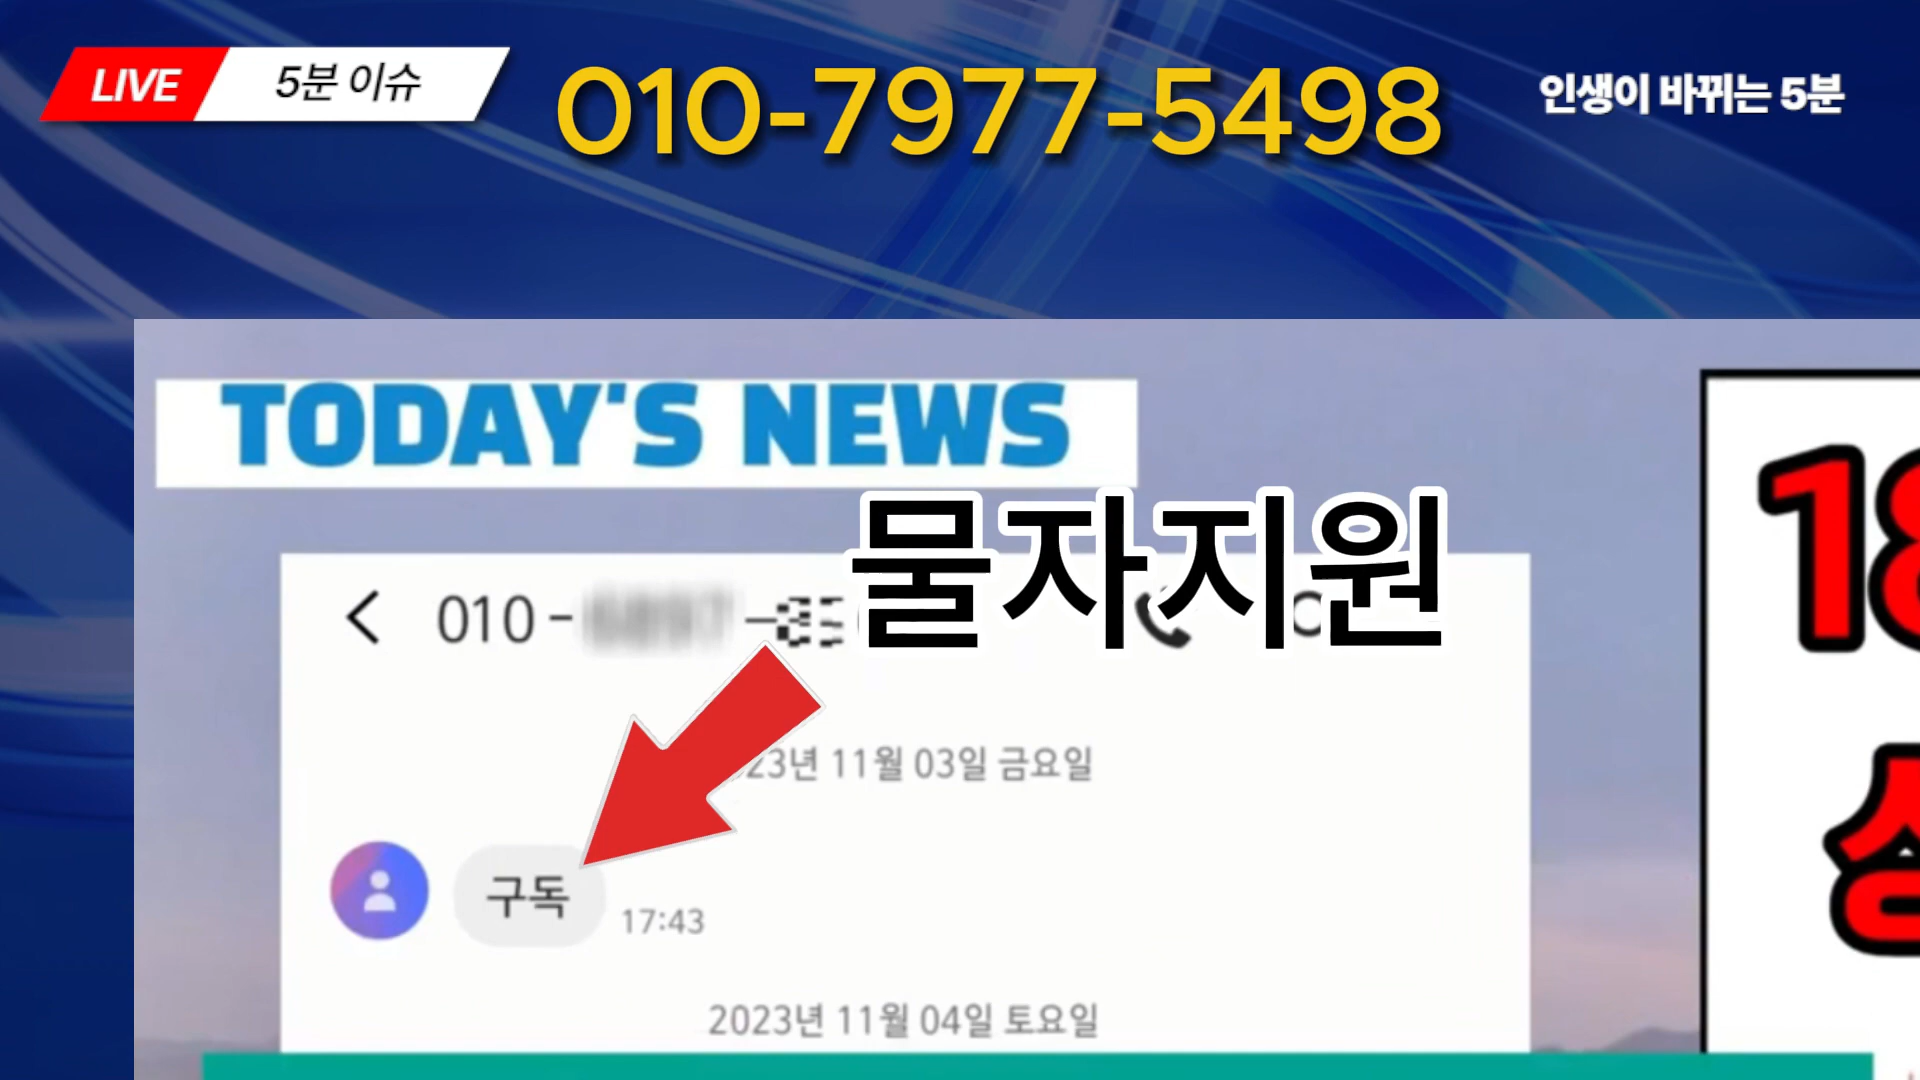 LIVE 5분 이슈 010-7977-5498 인생이 바뀌는 5분
TODAY'S NEWS
물자지원
010-
2023년 11월 03일 금요일
구독 17:43
2023년 11월 04일 토요일